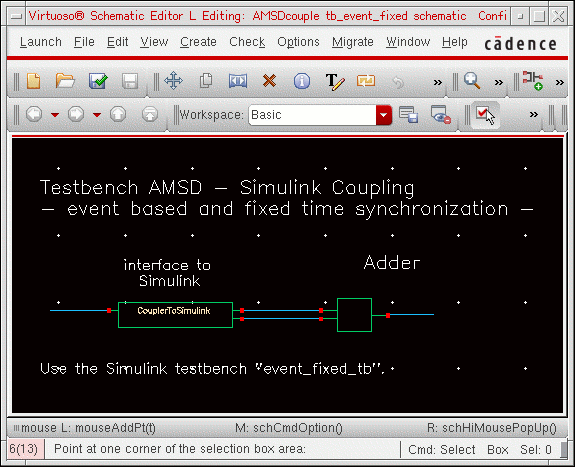 Virtuoso® Schematic Editor L Editing: AMSDcouple tb_event_fixed schematic Confi
Launch File Edit View Create Check Options Migrate Window Help cādence
» » »
Workspace: Basic »
Testbench AMSD – Simulink Coupling
– event based and fixed time synchronization –
interface to
Simulink
Adder
CouplerToSimulink
Use the Simulink testbench "event_fixed_tb".
mouse L: mouseAddPt(t) M: schCmdOption() R: schHiMousePopUp()
6(13) Point at one corner of the selection box area: Cmd: Select Box Sel: 0